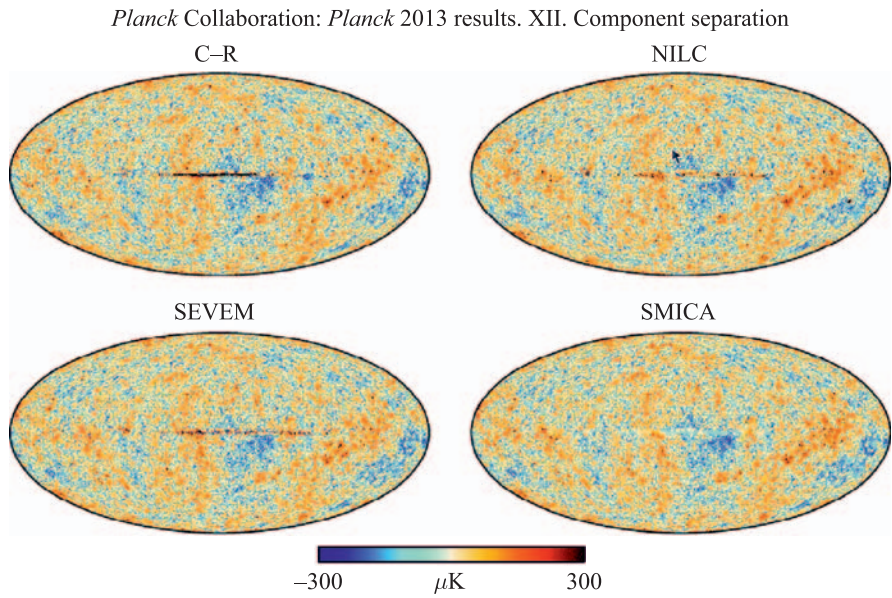 Planck Collaboration: Planck 2013 results. XII. Component separation
C–R
NILC
SEVEM
SMICA
–300 μK 300